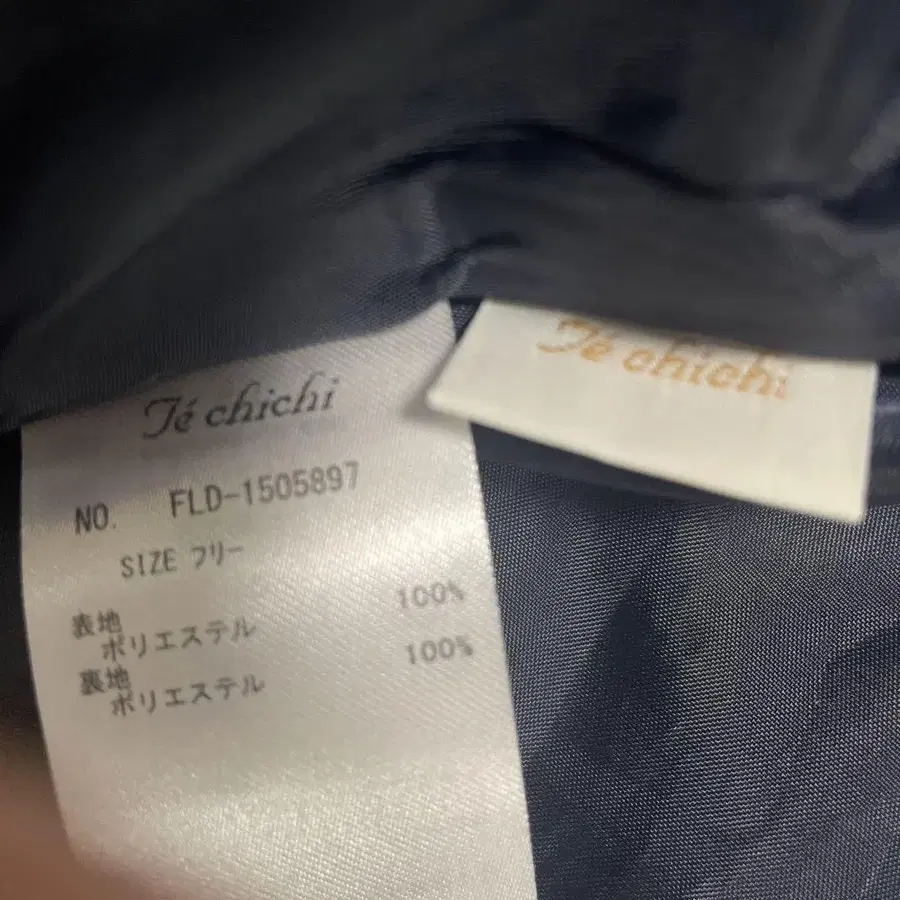 Té chichi
Té chichi
NO. FLD-1505897
SIZE フリー
表地 100%
ポリエステル
裏地 100%
ポリエステル